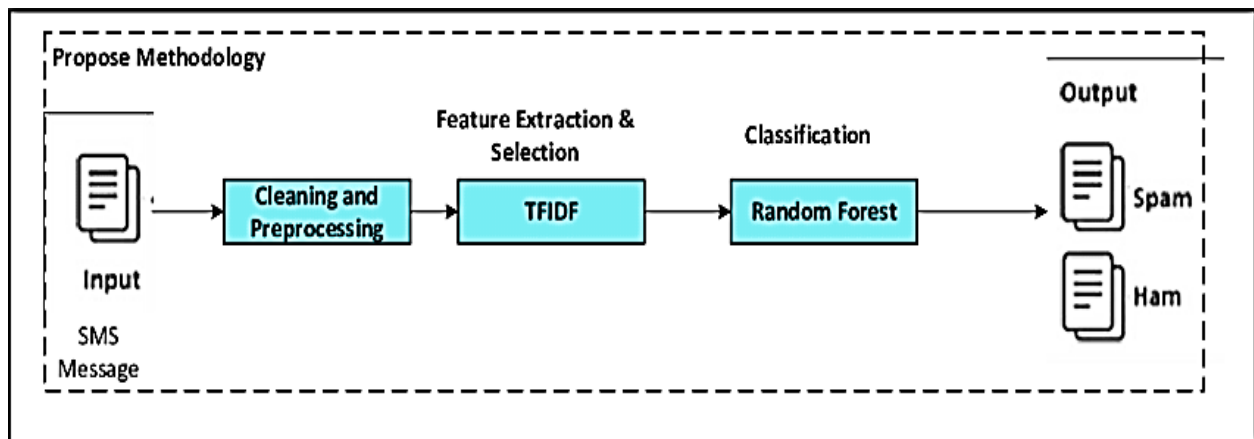 Propose Methodology
Input
SMS
Message
Cleaning and
Preprocessing
Feature Extraction &
Selection
TFIDF
Classification
Random Forest
Output
Spam
Ham